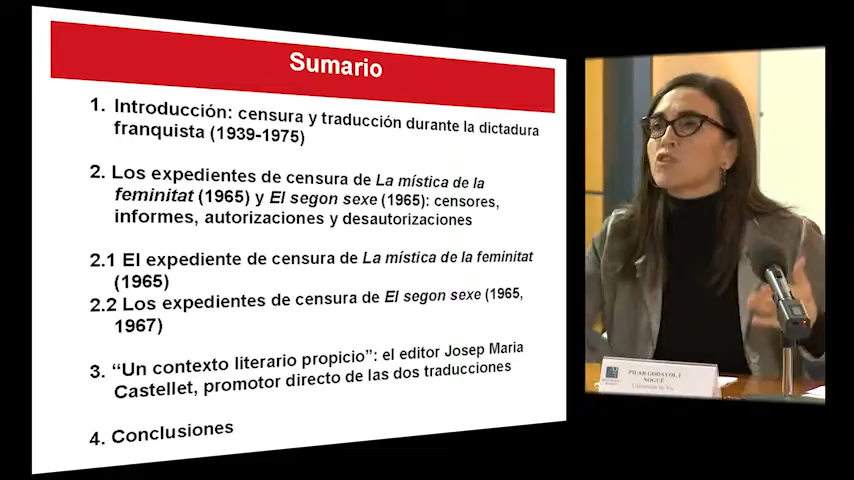 Sumario
1. Introducción: censura y traducción durante la dictadura
franquista (1939-1975)
2. Los expedientes de censura de La mística de la
feminitat (1965) y El segon sexe (1965): censores,
informes, autorizaciones y desautorizaciones
2.1 El expediente de censura de La mística de la feminitat
(1965)
2.2 Los expedientes de censura de El segon sexe (1965,
1967)
3. “Un contexto literario propicio”: el editor Josep Maria
Castellet, promotor directo de las dos traducciones
4. Conclusiones
PILAR GODAYOL I
NOGUÉ